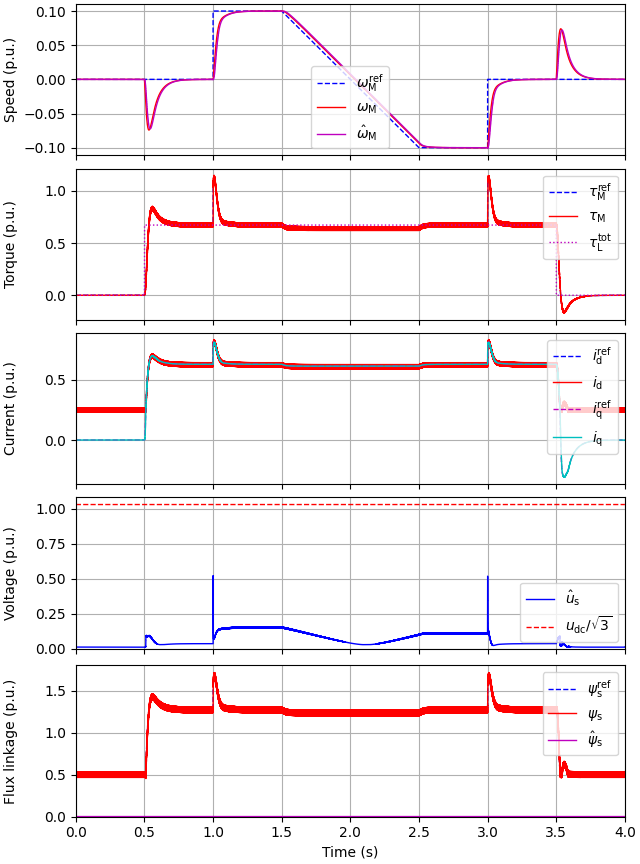 Speed (p.u.)
0.10
0.05
0.00
−0.05
−0.10
ω_M^ref
ω_M
ω̂_M
Torque (p.u.)
1.0
0.5
0.0
τ_M^ref
τ_M
τ_L^tot
Current (p.u.)
0.5
0.0
i_d^ref
i_d
i_q^ref
i_q
Voltage (p.u.)
1.00
0.75
0.50
0.25
0.00
û_s
u_dc/√3
Flux linkage (p.u.)
1.5
1.0
0.5
0.0
ψ_s^ref
ψ_s
ψ̂_s
0.0 0.5 1.0 1.5 2.0 2.5 3.0 3.5 4.0
Time (s)